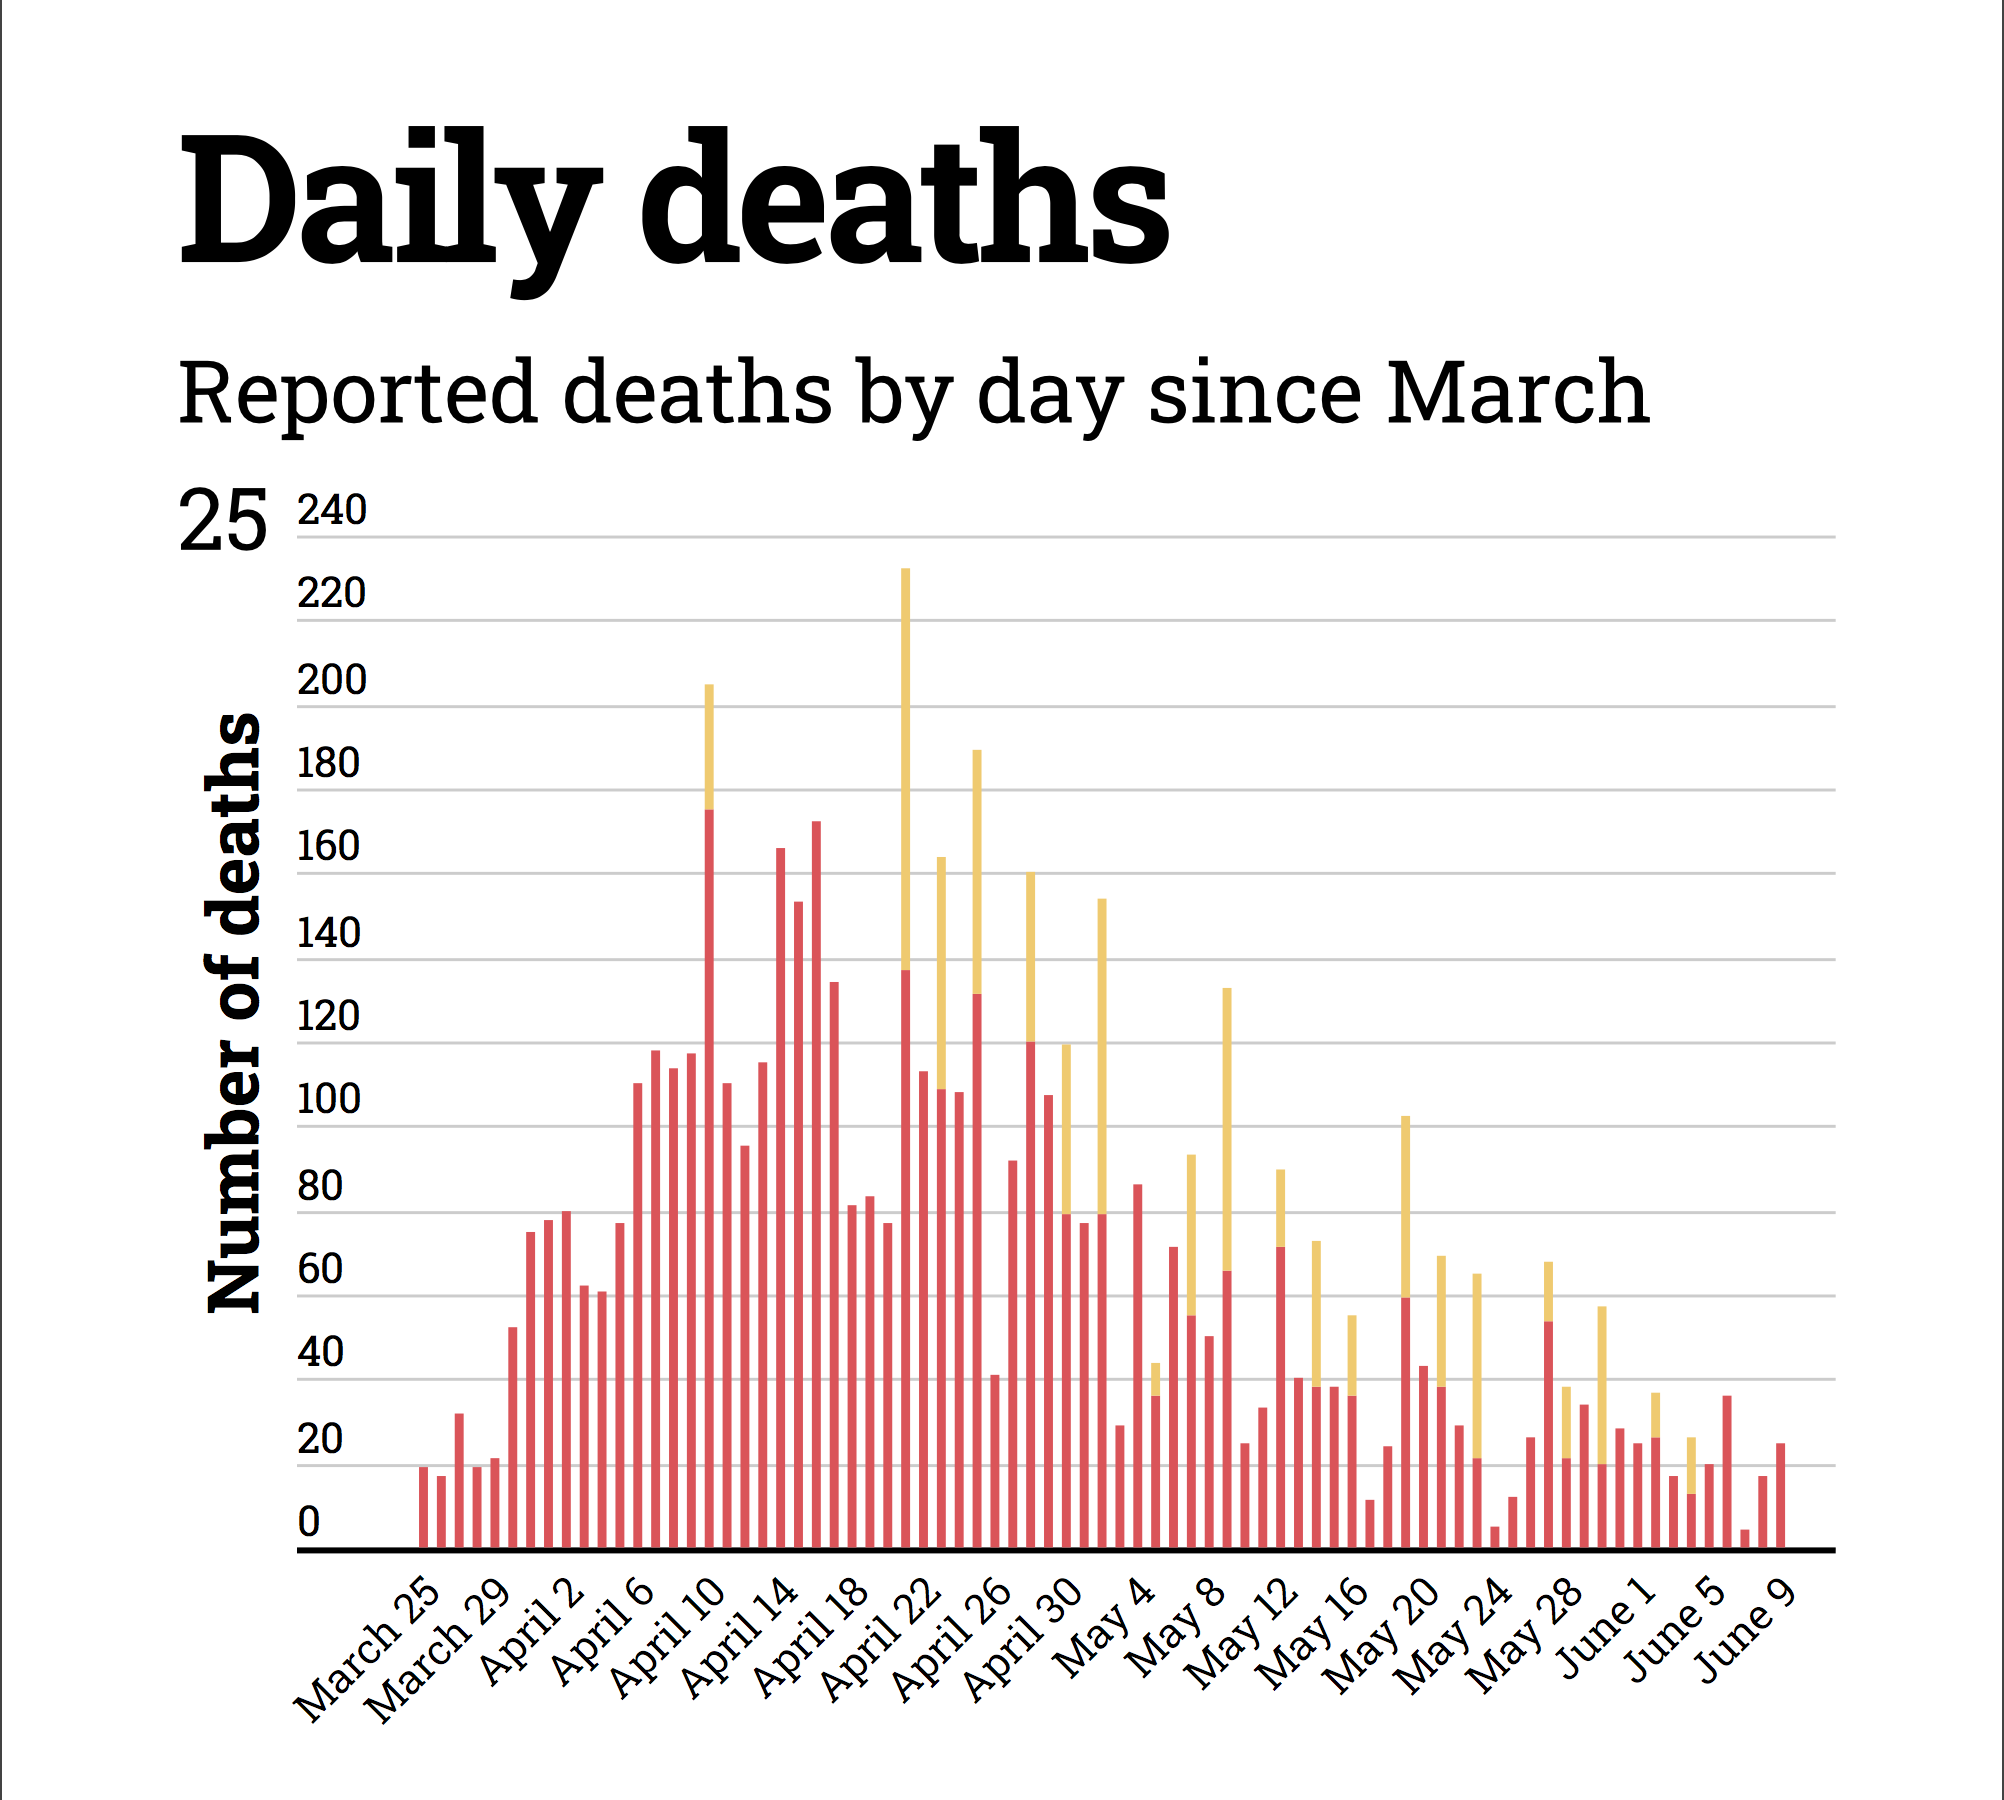 Daily deaths
Reported deaths by day since March
25
240
220
200
180
160
140
120
100
80
60
40
20
0
Number of deaths
March 25
March 29
April 2
April 6
April 10
April 14
April 18
April 22
April 26
April 30
May 4
May 8
May 12
May 16
May 20
May 24
May 28
June 1
June 5
June 9